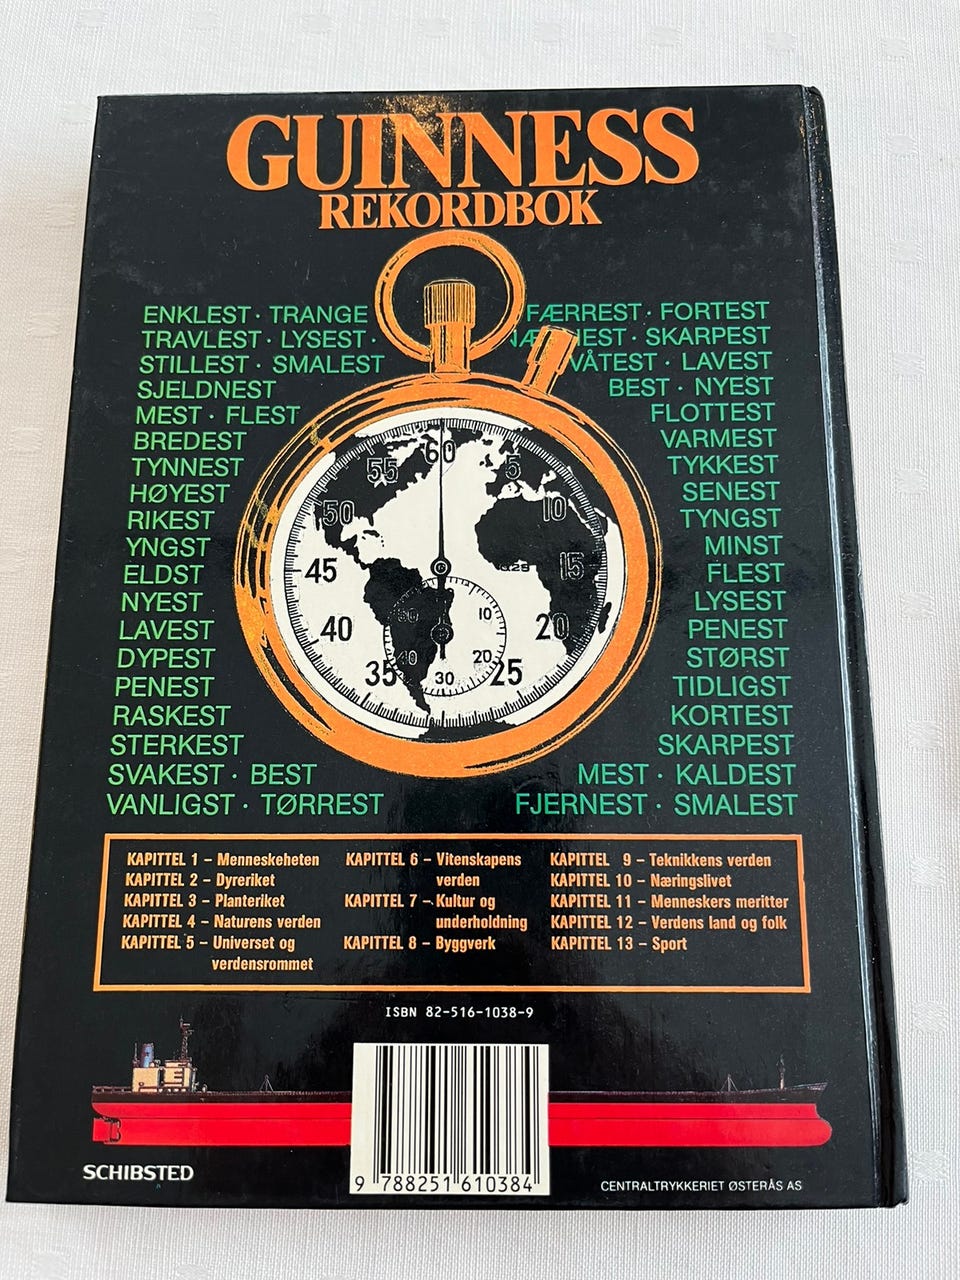 GUINNESS
REKORDBOK
ENKLEST · TRANGE
TRAVLEST · LYSEST ·
STILLEST · SMALEST
SJELDNEST
MEST · FLEST
BREDEST
TYNNEST
HØYEST
RIKEST
YNGST
ELDST
NYEST
LAVEST
DYPEST
PENEST
RASKEST
STERKEST
SVAKEST · BEST
VANLIGST · TØRREST
FÆRREST · FORTEST
· SKARPEST
VÅTEST · LAVEST
BEST · NYEST
FLOTTEST
VARMEST
TYKKEST
SENEST
TYNGST
MINST
FLEST
LYSEST
PENEST
STØRST
TIDLIGST
KORTEST
SKARPEST
MEST · KALDEST
FJERNEST · SMALEST
60
5
10
15
20
25
35
40
45
50
55
10
20
30
40
50
KAPITTEL 1 – Menneskeheten
KAPITTEL 2 – Dyreriket
KAPITTEL 3 – Planteriket
KAPITTEL 4 – Naturens verden
KAPITTEL 5 – Universet og
verdensrommet
KAPITTEL 6 – Vitenskapens
verden
KAPITTEL 7 – Kultur og
underholdning
KAPITTEL 8 – Byggverk
KAPITTEL 9 – Teknikkens verden
KAPITTEL 10 – Næringslivet
KAPITTEL 11 – Menneskers meritter
KAPITTEL 12 – Verdens land og folk
KAPITTEL 13 – Sport
ISBN 82-516-1038-9
9 788251 610384
SCHIBSTED
CENTRALTRYKKERIET ØSTERÅS AS